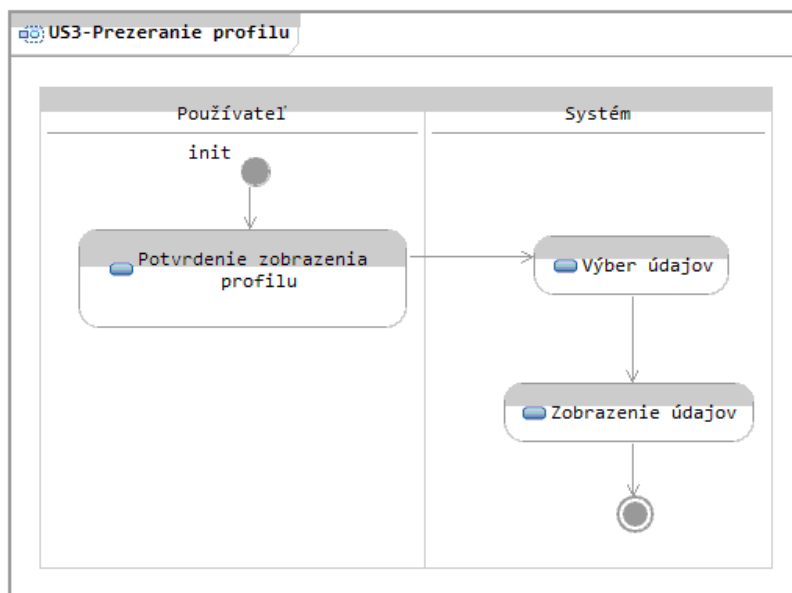 US3-Prezeranie profilu
Používateľ
Systém
init
Potvrdenie zobrazenia
profilu
Výber údajov
Zobrazenie údajov